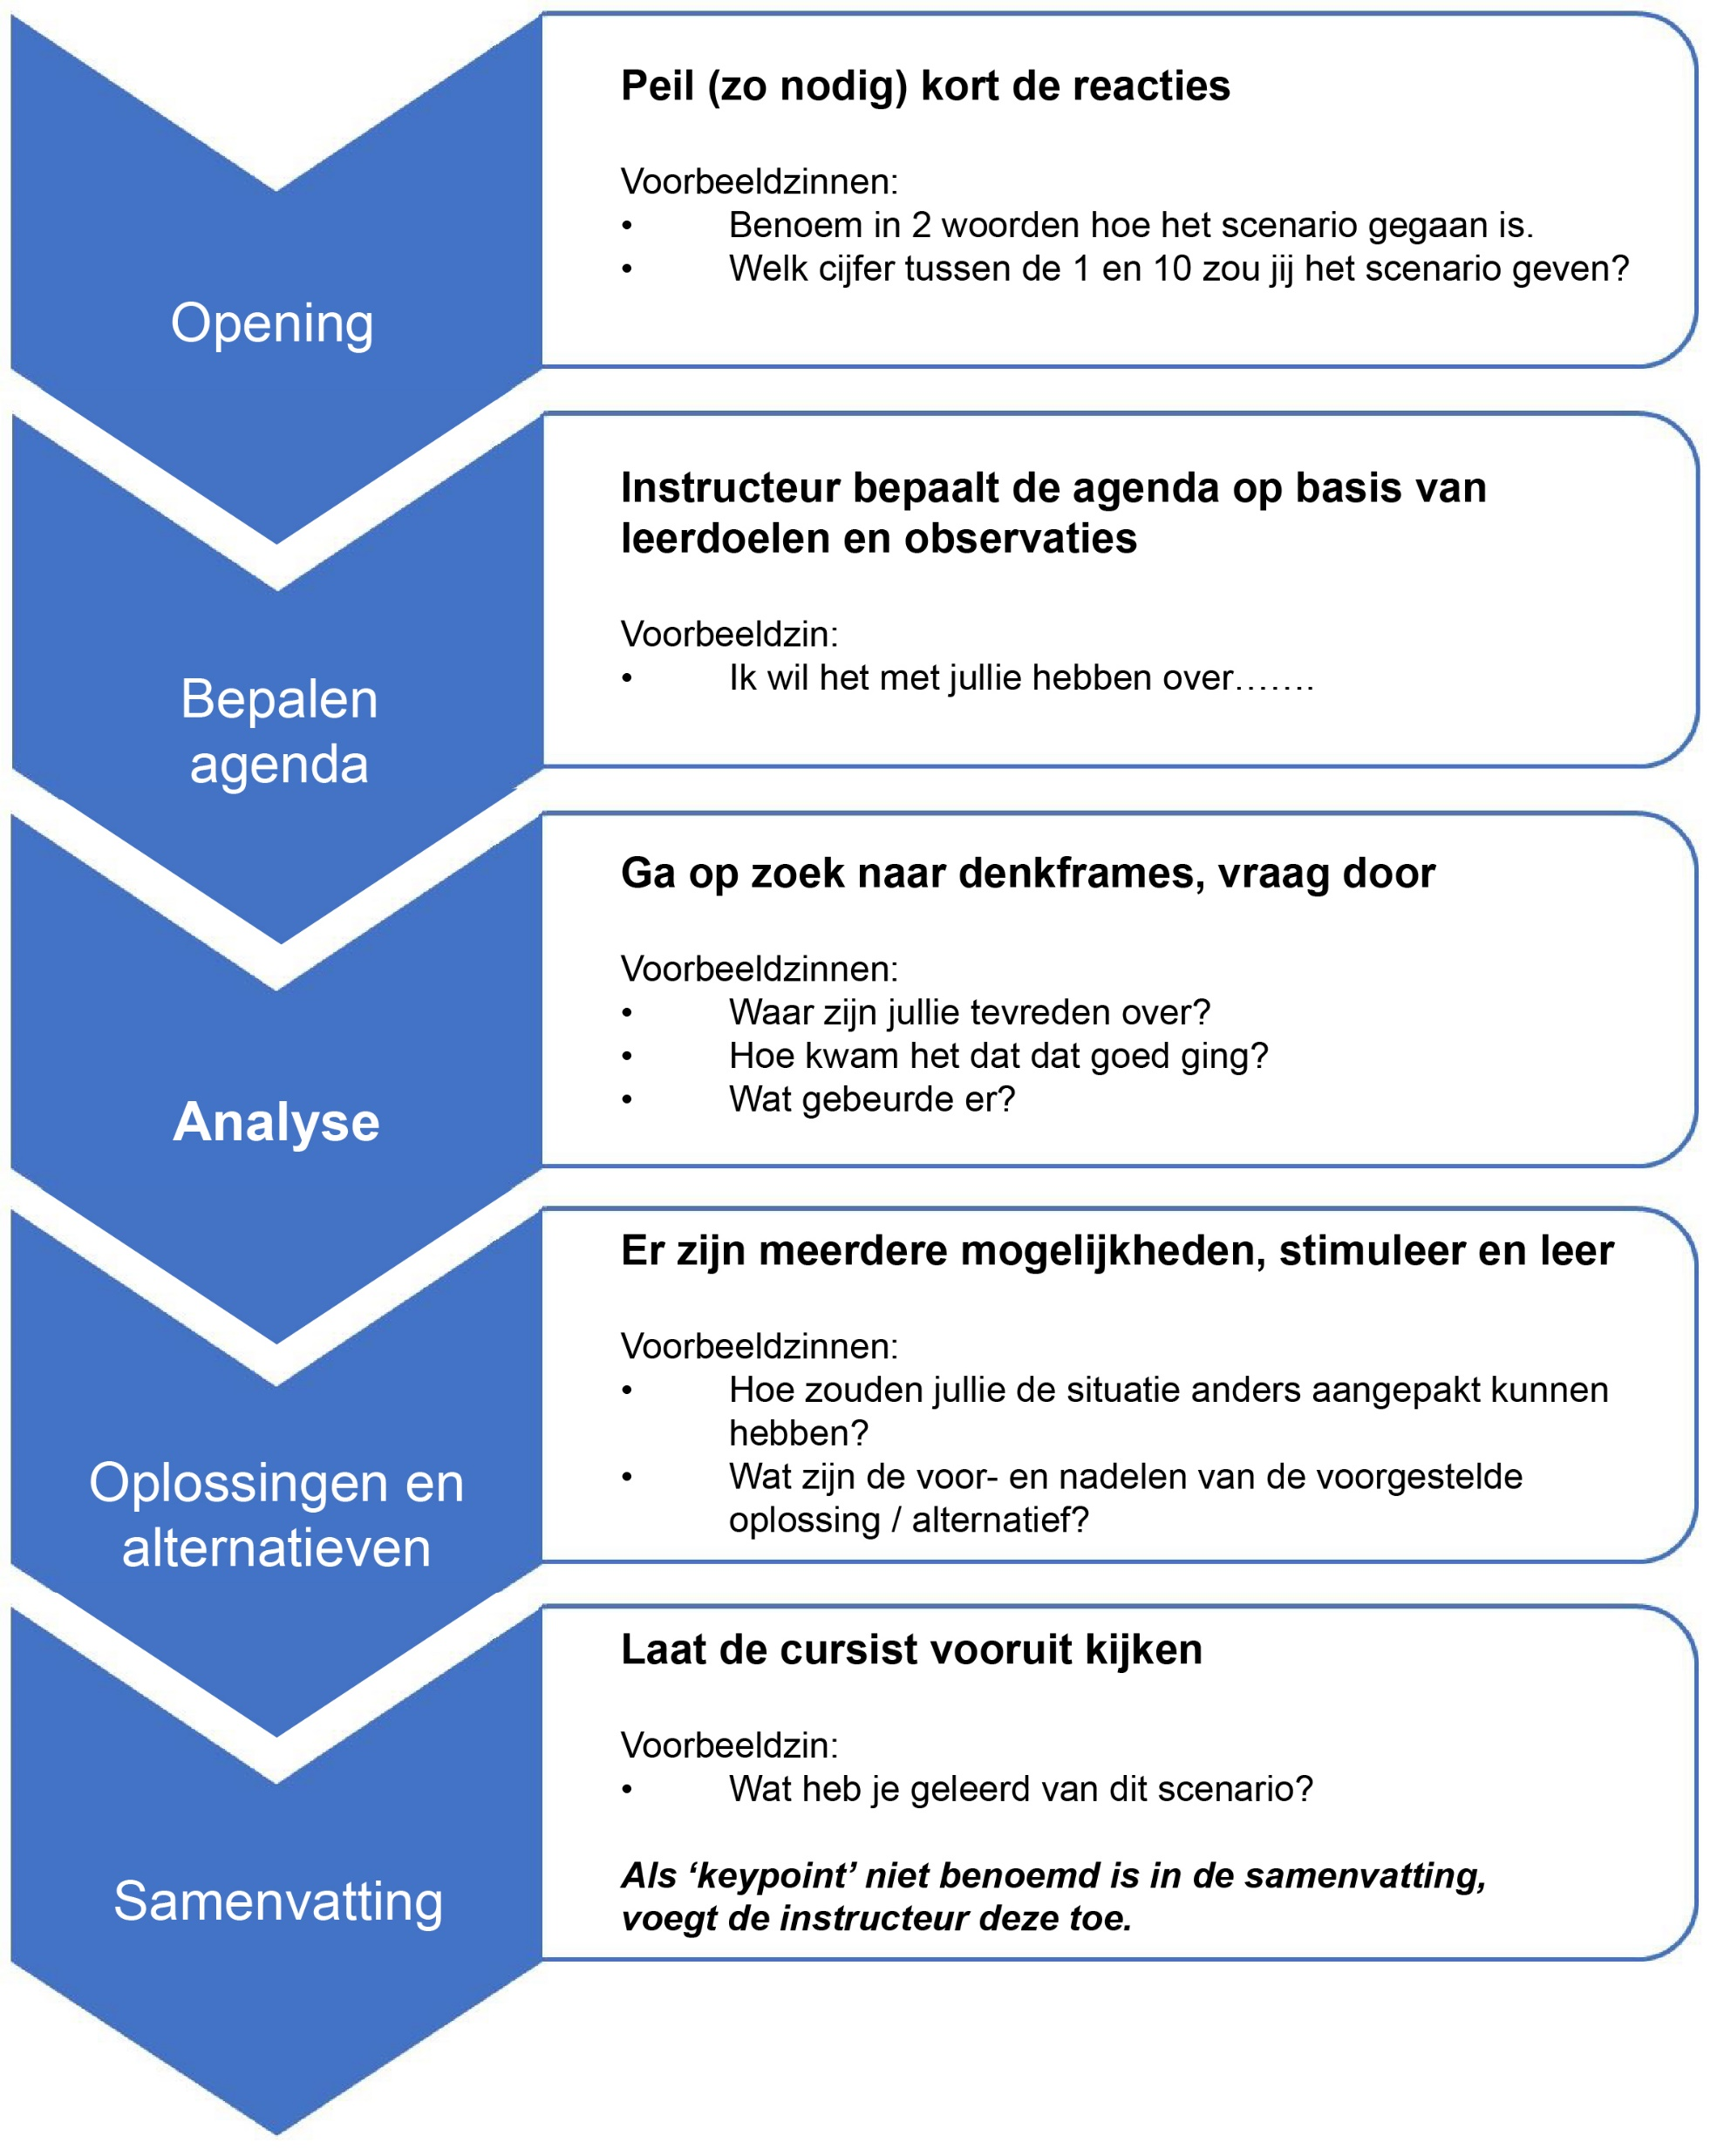 Opening
Peil (zo nodig) kort de reacties
Voorbeeldzinnen:
• Benoem in 2 woorden hoe het scenario gegaan is.
• Welk cijfer tussen de 1 en 10 zou jij het scenario geven?
Bepalen
agenda
Instructeur bepaalt de agenda op basis van
leerdoelen en observaties
Voorbeeldzin:
• Ik wil het met jullie hebben over…….
Analyse
Ga op zoek naar denkframes, vraag door
Voorbeeldzinnen:
• Waar zijn jullie tevreden over?
• Hoe kwam het dat dat goed ging?
• Wat gebeurde er?
Oplossingen en
alternatieven
Er zijn meerdere mogelijkheden, stimuleer en leer
Voorbeeldzinnen:
• Hoe zouden jullie de situatie anders aangepakt kunnen
hebben?
• Wat zijn de voor- en nadelen van de voorgestelde
oplossing / alternatief?
Samenvatting
Laat de cursist vooruit kijken
Voorbeeldzin:
• Wat heb je geleerd van dit scenario?
Als ‘keypoint’ niet benoemd is in de samenvatting,
voegt de instructeur deze toe.